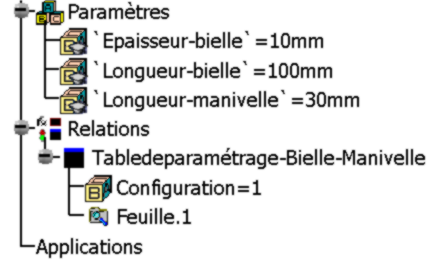 Paramètres
`Epaisseur-bielle`=10mm
`Longueur-bielle`=100mm
`Longueur-manivelle`=30mm
Relations
Tabledeparamétrage-Bielle-Manivelle
Configuration=1
Feuille.1
Applications